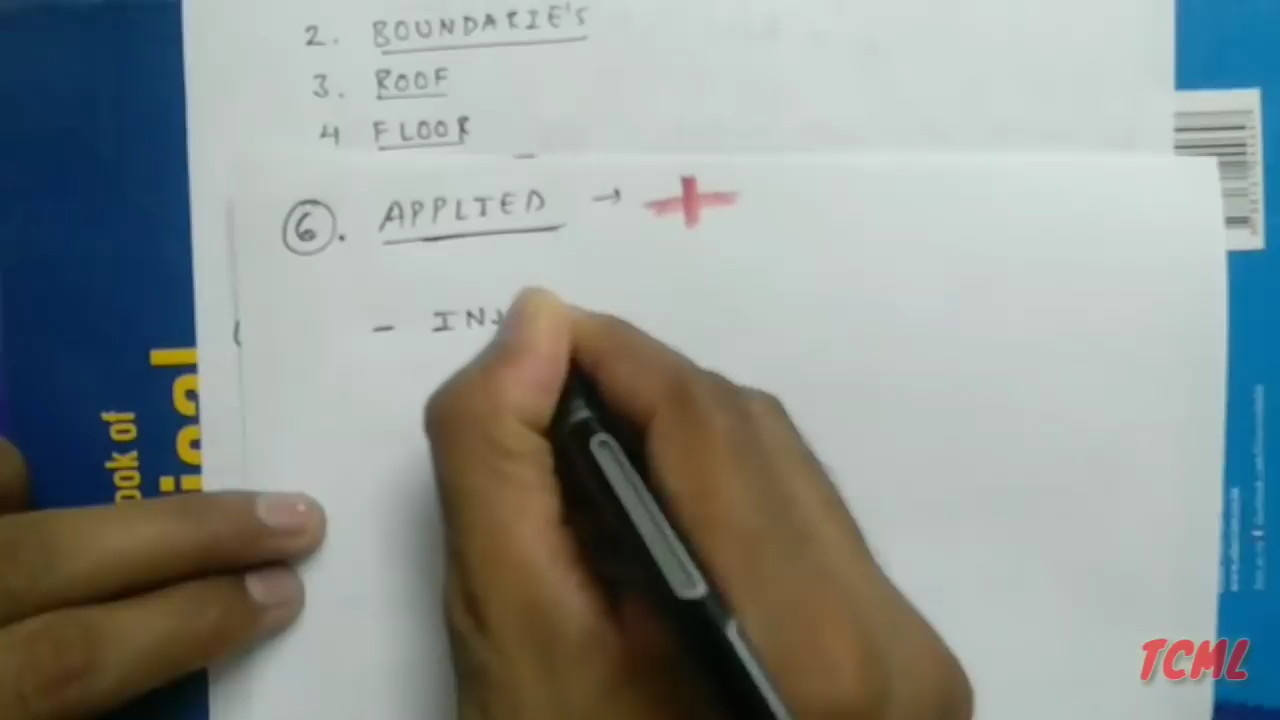 2. BOUNDARIE'S
3. ROOF
4 FLOOR
6. APPLIED →
- IN
ook of
TCML